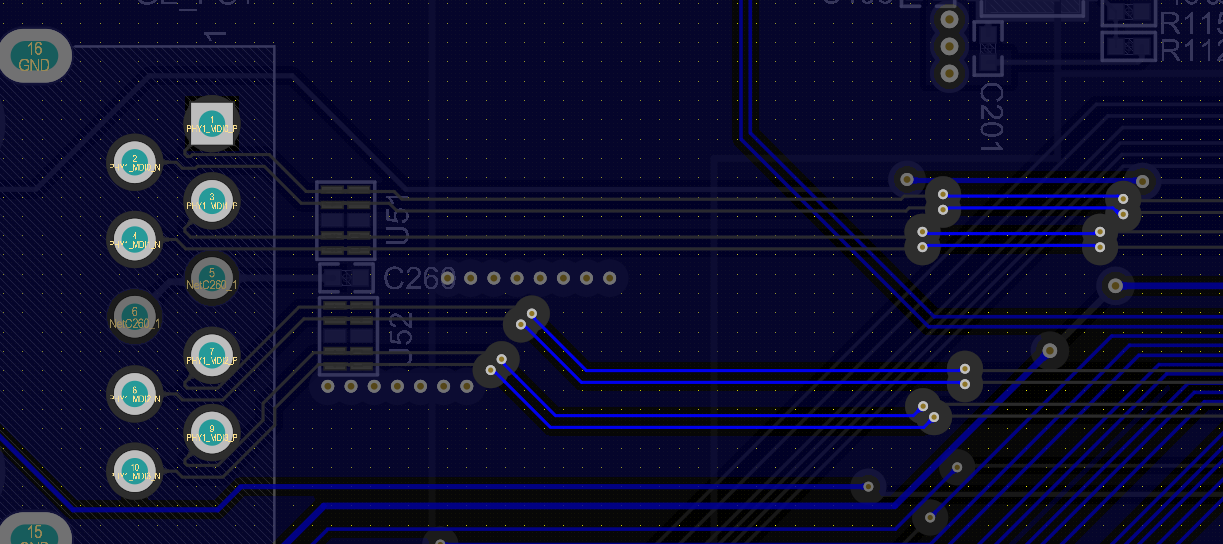 1
16
GND
R115
R112
C201
1
PHY1_MDI0_P
2
PHY1_MDI0_N
3
PHY1_MDI1_P
4
PHY1_MDI1_N
U51
5
NetC260_1
C260
6
NetC260_1
U52
7
PHY1_MDI2_P
8
PHY1_MDI2_N
9
PHY1_MDI3_P
10
PHY1_MDI3_N
15